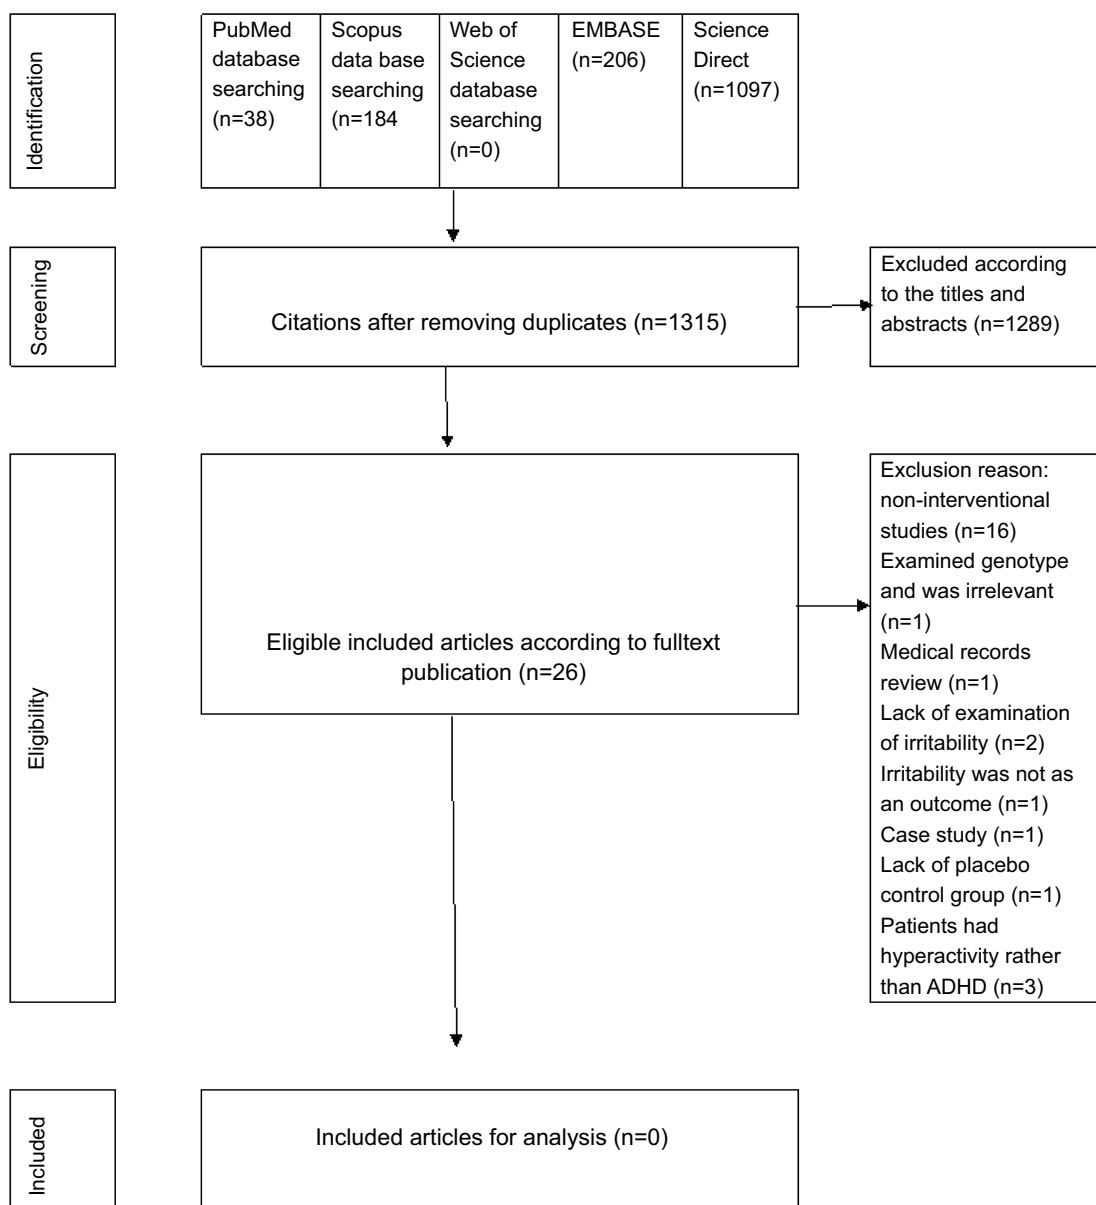 Identification
PubMed
database
searching
(n=38)
Scopus
data base
searching
(n=184
Web of
Science
database
searching
(n=0)
EMBASE
(n=206)
Science
Direct
(n=1097)
Screening
Citations after removing duplicates (n=1315)
Excluded according
to the titles and
abstracts (n=1289)
Eligibility
Eligible included articles according to fulltext
publication (n=26)
Exclusion reason:
non-interventional
studies (n=16)
Examined genotype
and was irrelevant
(n=1)
Medical records
review (n=1)
Lack of examination
of irritability (n=2)
Irritability was not as
an outcome (n=1)
Case study (n=1)
Lack of placebo
control group (n=1)
Patients had
hyperactivity rather
than ADHD (n=3)
Included
Included articles for analysis (n=0)